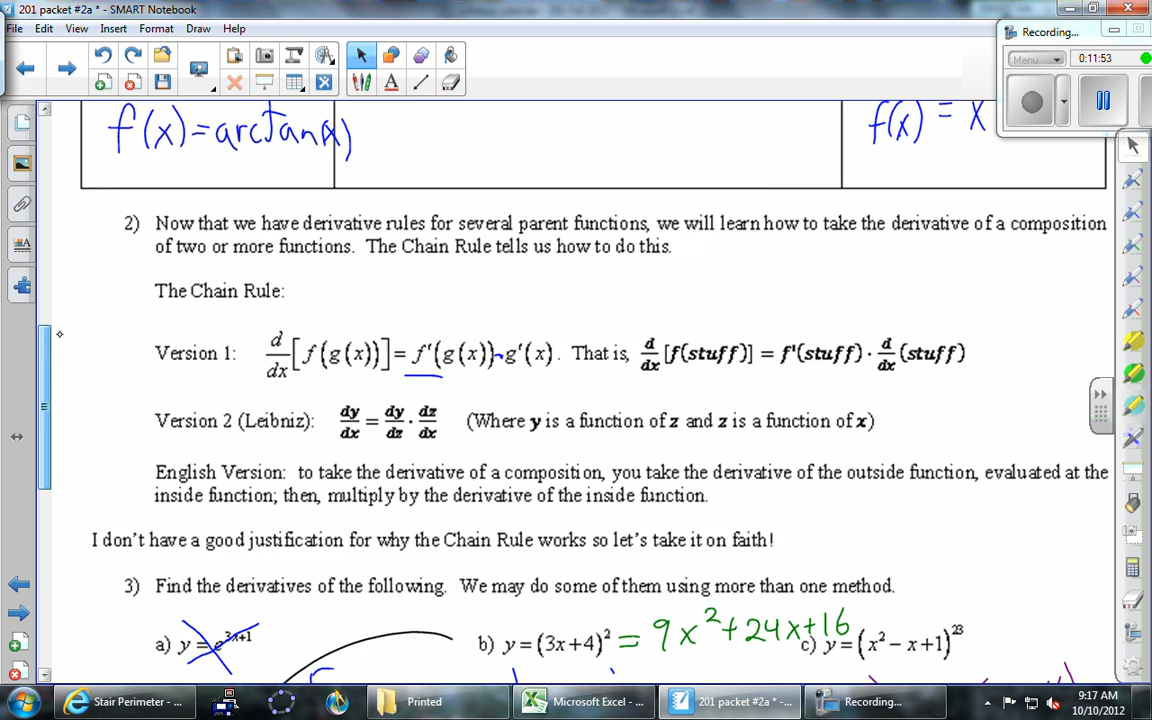 201 packet #2a * - SMART Notebook
File Edit View Insert Format Draw Help
Recording...
Menu 0:11:53
f(x)=arctan(x)
f(x) = x
2) Now that we have derivative rules for several parent functions, we will learn how to take the derivative of a composition
of two or more functions. The Chain Rule tells us how to do this.
The Chain Rule:
Version 1: d/dx [f(g(x))] = f'(g(x))·g'(x). That is, d/dx [f(stuff)] = f'(stuff) · d/dx (stuff)
Version 2 (Leibniz): dy/dx = dy/dz · dz/dx (Where y is a function of z and z is a function of x)
English Version: to take the derivative of a composition, you take the derivative of the outside function, evaluated at the
inside function; then, multiply by the derivative of the inside function.
I don't have a good justification for why the Chain Rule works so let's take it on faith!
3) Find the derivatives of the following. We may do some of them using more than one method.
a) y = e^(3x+1) b) y = (3x+4)² = 9x² + 24x + 16 c) y = (x² − x + 1)²³
Stair Perimeter - ... Printed Microsoft Excel - ... 201 packet #2a * -... Recording...
9:17 AM
10/10/2012